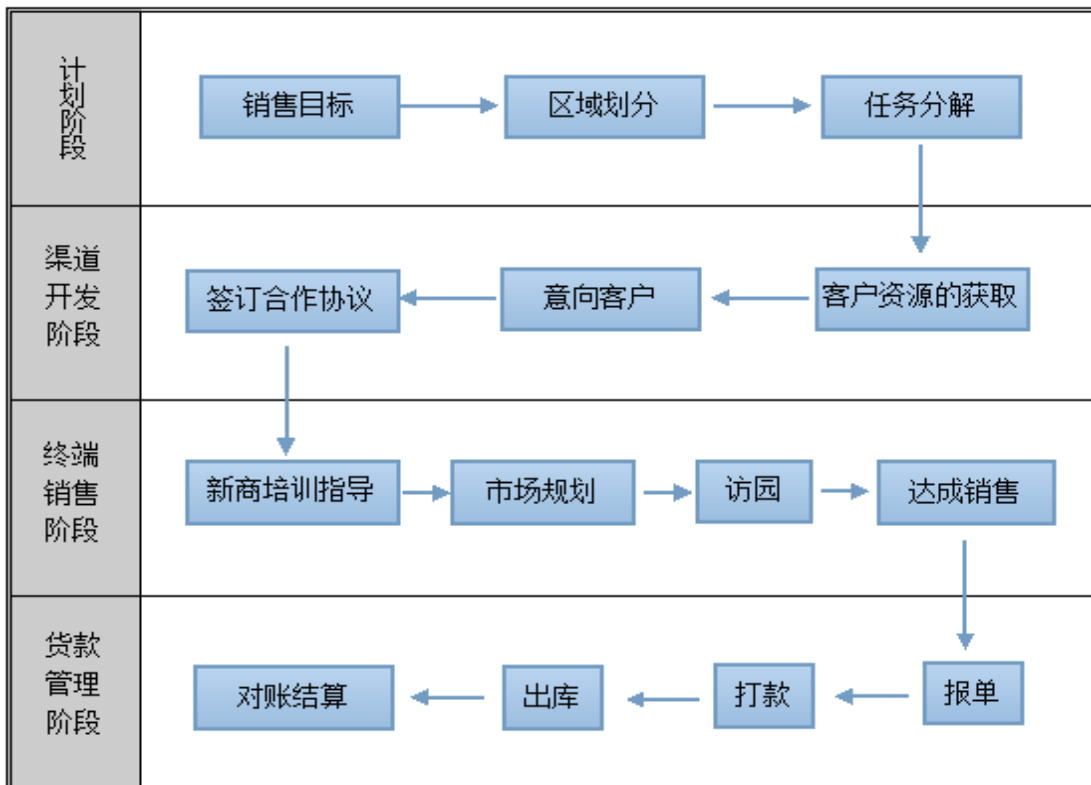 计
划
阶
段
销售目标
区域划分
任务分解
渠道
开发
阶段
签订合作协议
意向客户
客户资源的获取
终端
销售
阶段
新商培训指导
市场规划
访园
达成销售
货款
管理
阶段
对账结算
出库
打款
报单